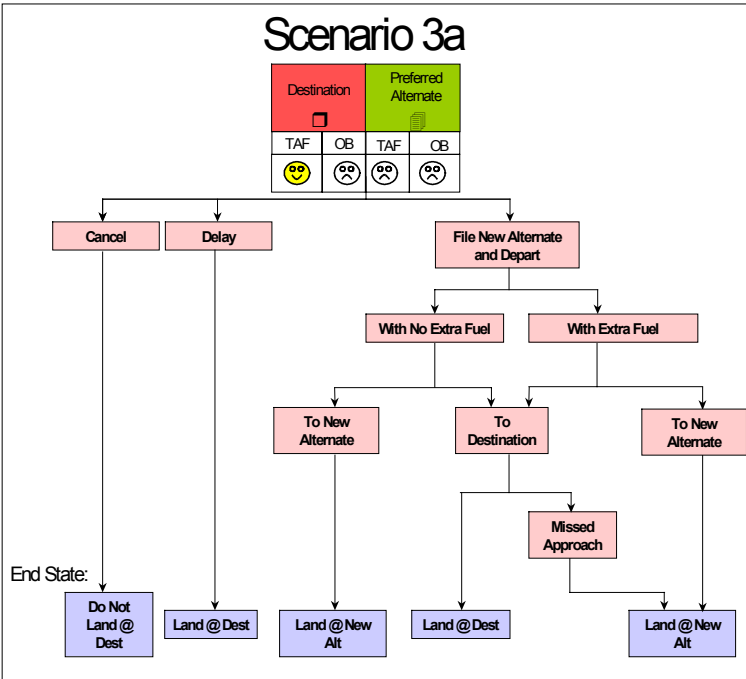 Scenario 3a
Destination
Preferred
Alternate
TAF OB TAF OB
Cancel
Delay
File New Alternate
and Depart
With No Extra Fuel
With Extra Fuel
To New
Alternate
To
Destination
To New
Alternate
Missed
Approach
End State:
Do Not
Land @
Dest
Land @ Dest
Land @ New
Alt
Land @ Dest
Land @ New
Alt